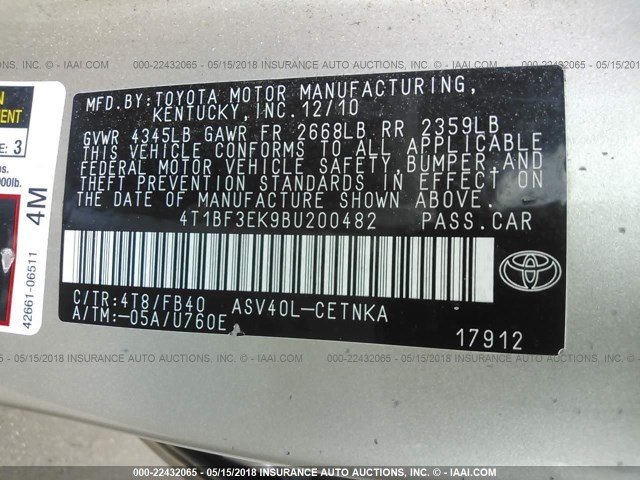 000-22432065 - 05/15/2018 INSURANCE AUTO AUCTIONS, INC. - © IAAI.COM
MFD.BY:TOYOTA MOTOR MANUFACTURING,
KENTUCKY,INC.12/10
GVWR 4345LB GAWR FR 2668LB RR 2359LB
THIS VEHICLE CONFORMS TO ALL APPLICABLE
FEDERAL MOTOR VEHICLE SAFETY,BUMPER,AND
THEFT PREVENTION STANDARDS IN EFFECT ON
THE DATE OF MANUFACTURE SHOWN ABOVE.
4T1BF3EK9BU200482 PASS.CAR
C/TR:4T8/FB40 ASV40L-CETNKA
A/TM:-05A/U760E
17912
3
4M
42661-06511
000-22432065 - 05/15/2018 INSURANCE AUTO AUCTIONS, INC. - © IAAI.COM
000-22432065 - 05/15/2018 INSURANCE AUTO AUCTIONS, INC. - © IAAI.COM